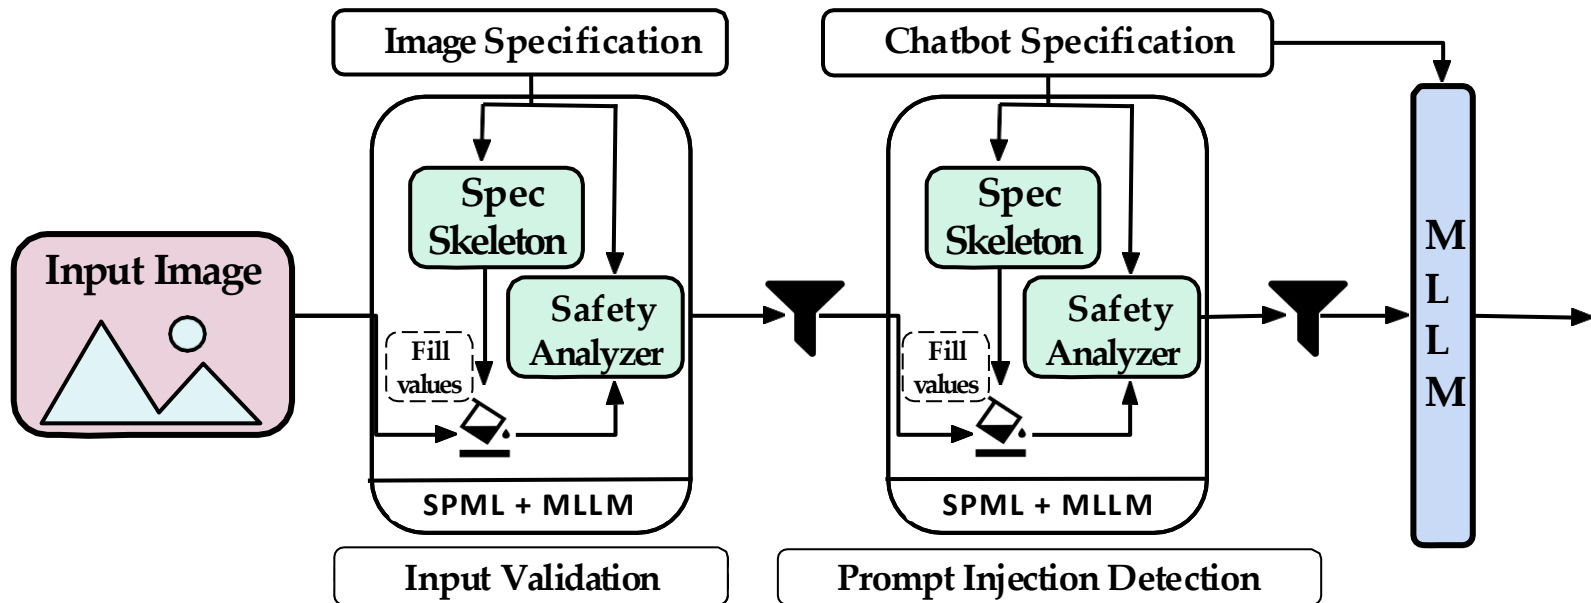 Image Specification
Chatbot Specification
Input Image
Spec
Skeleton
Safety
Analyzer
Fill
values
SPML + MLLM
Input Validation
Spec
Skeleton
Safety
Analyzer
Fill
values
SPML + MLLM
Prompt Injection Detection
M
L
L
M